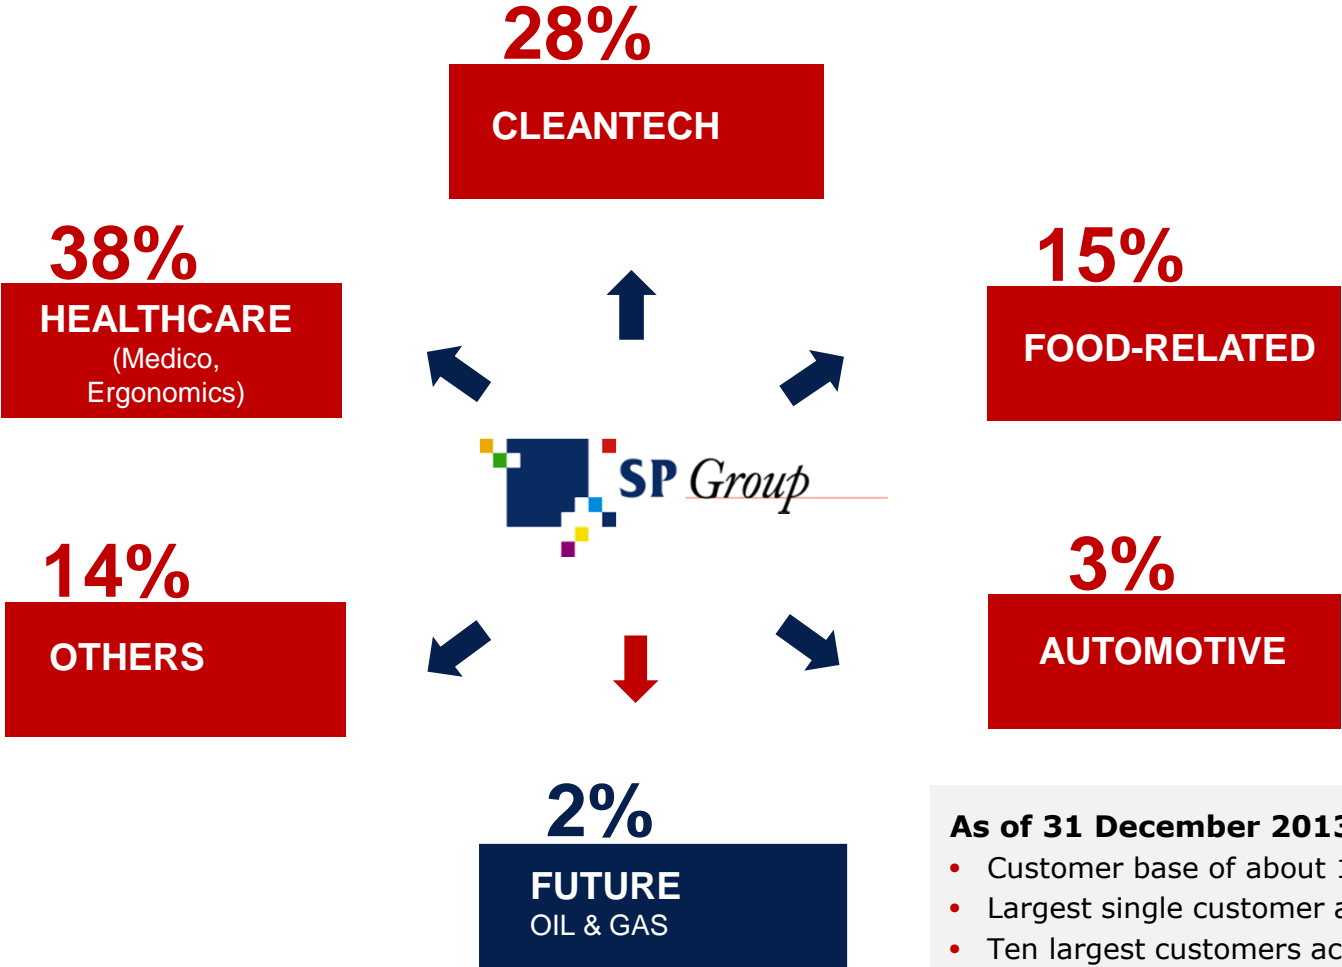 28%
CLEANTECH
38%
HEALTHCARE
(Medico,
Ergonomics)
15%
FOOD-RELATED
SP Group
14%
OTHERS
3%
AUTOMOTIVE
2%
FUTURE
OIL & GAS
As of 31 December 2013
Customer base of about
Largest single customer
Ten largest customers